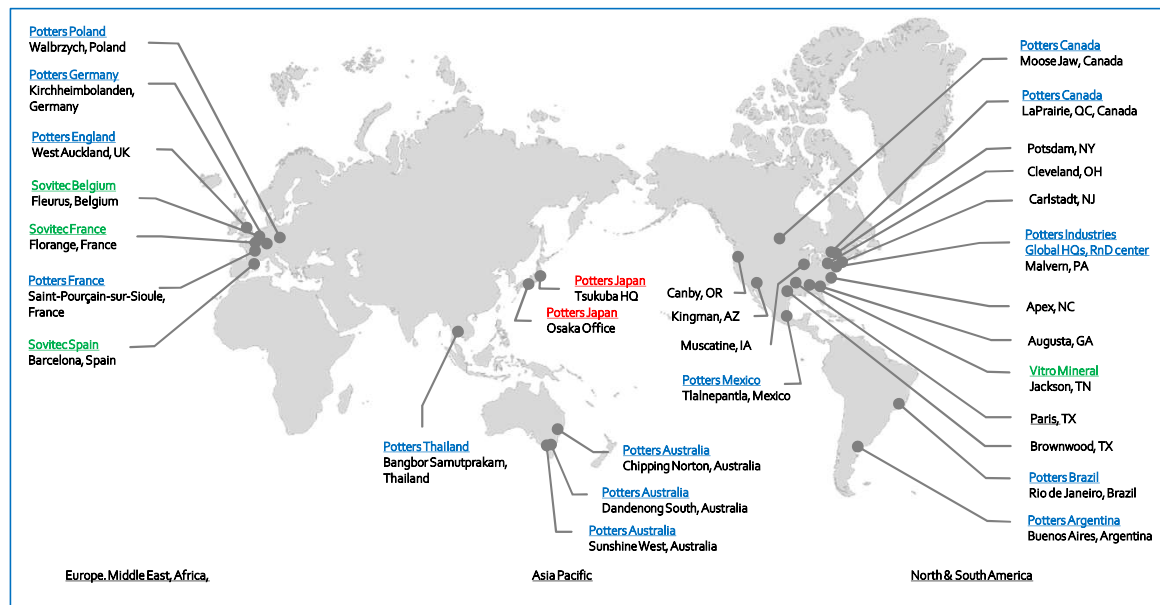 Potters Poland
Walbrzych, Poland
Potters Germany
Kirchheimbolanden,
Germany
Potters England
West Auckland, UK
Sovitec Belgium
Fleurus, Belgium
Sovitec France
Florange, France
Potters France
Saint-Pourçain-sur-Sioule,
France
Sovitec Spain
Barcelona, Spain
Potters Japan
Tsukuba HQ
Potters Japan
Osaka Office
Potters Thailand
Bangbor Samutprakam,
Thailand
Potters Australia
Chipping Norton, Australia
Potters Australia
Dandenong South, Australia
Potters Australia
Sunshine West, Australia
Canby, OR
Kingman, AZ
Muscatine, IA
Potters Mexico
Tlalnepantla, Mexico
Potters Canada
Moose Jaw, Canada
Potters Canada
LaPrairie, QC, Canada
Potsdam, NY
Cleveland, OH
Carlstadt, NJ
Potters Industries
Global HQs, RnD center
Malvern, PA
Apex, NC
Augusta, GA
Vitro Mineral
Jackson, TN
Paris, TX
Brownwood, TX
Potters Brazil
Rio de Janeiro, Brazil
Potters Argentina
Buenos Aires, Argentina
Europe. Middle East, Africa,
Asia Pacific
North & South America